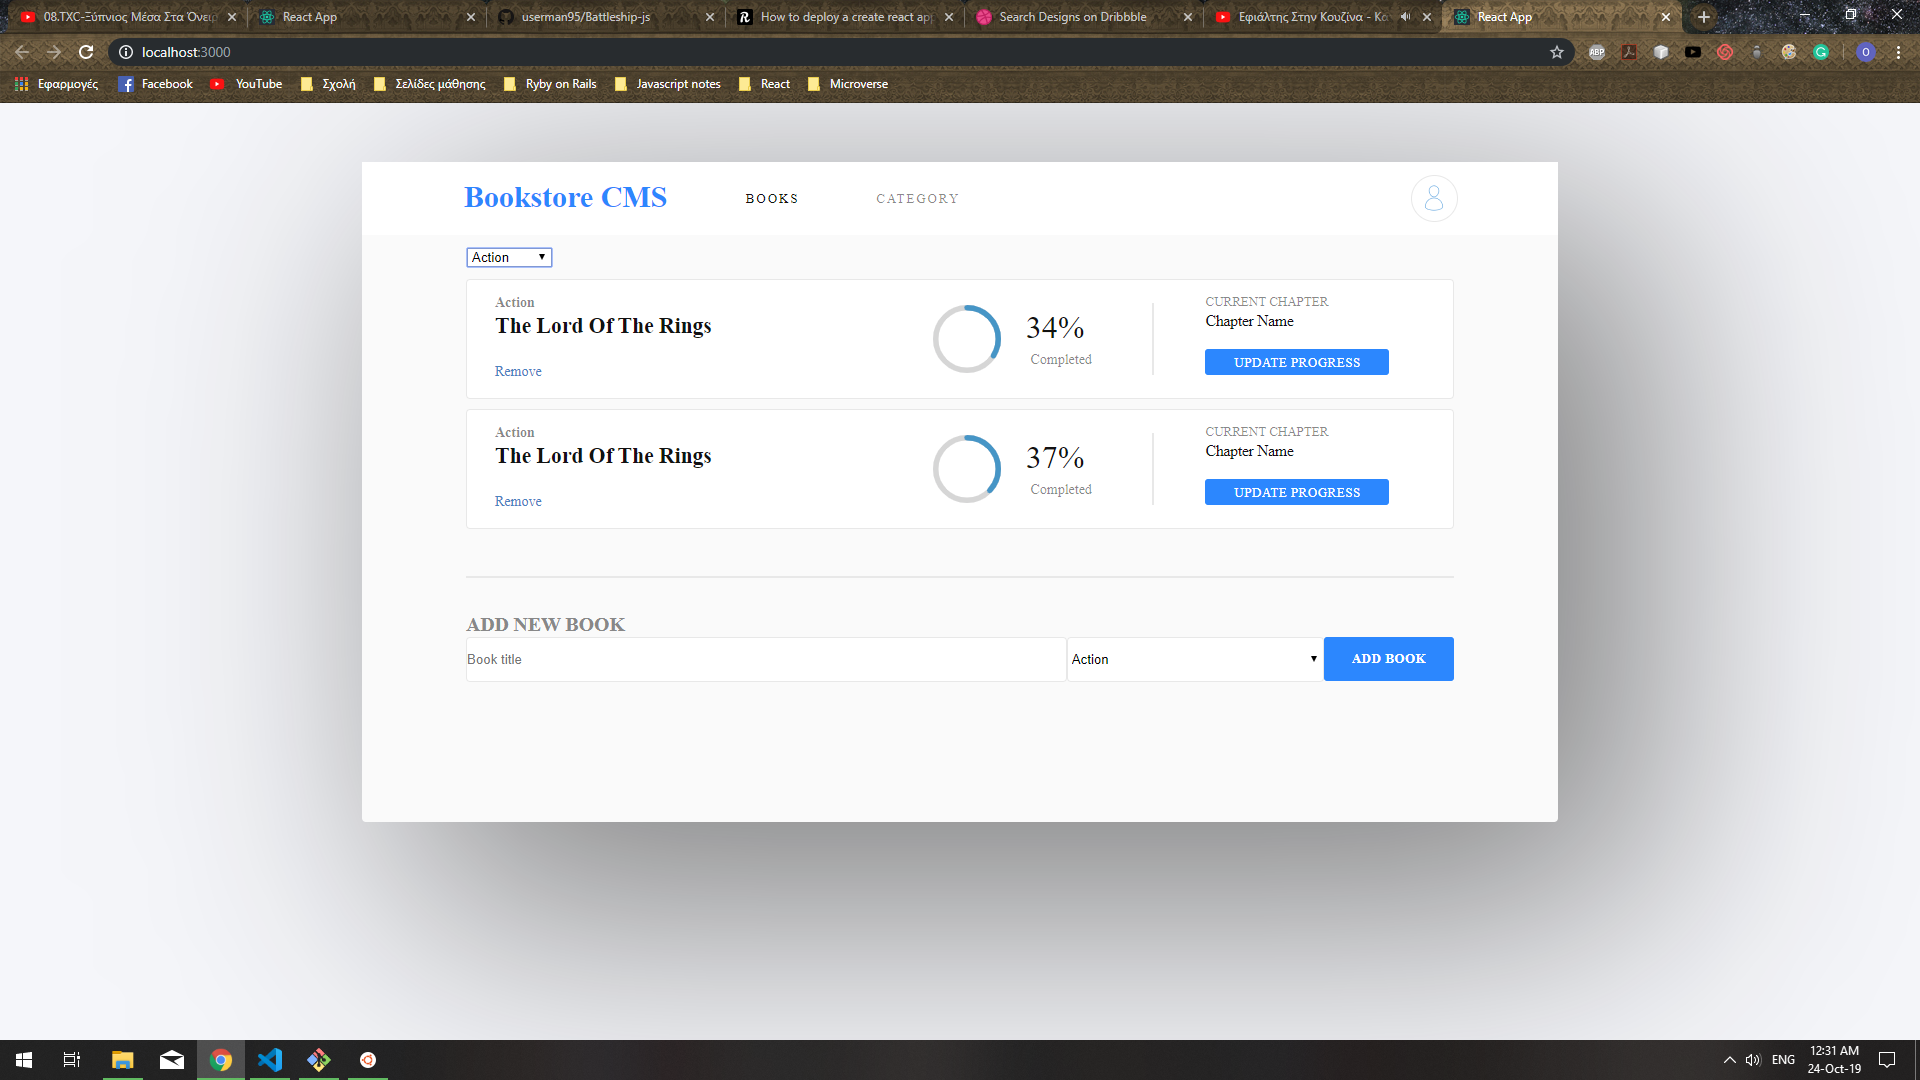 08.TXC-Ξύπνιος Μέσα Στα Όνειρ
React App
userman95/Battleship-js
How to deploy a create react app
Search Designs on Dribbble
Εφιάλτης Στην Κουζίνα - Κα
React App
localhost:3000
ABP
G
O
Εφαρμογές
Facebook
YouTube
Σχολή
Σελίδες μάθησης
Ryby on Rails
Javascript notes
React
Microverse
Bookstore CMS
BOOKS
CATEGORY
Action
Action
The Lord Of The Rings
Remove
34%
Completed
CURRENT CHAPTER
Chapter Name
UPDATE PROGRESS
Action
The Lord Of The Rings
Remove
37%
Completed
CURRENT CHAPTER
Chapter Name
UPDATE PROGRESS
ADD NEW BOOK
Book title
Action
ADD BOOK
ENG
12:31 AM
24-Oct-19